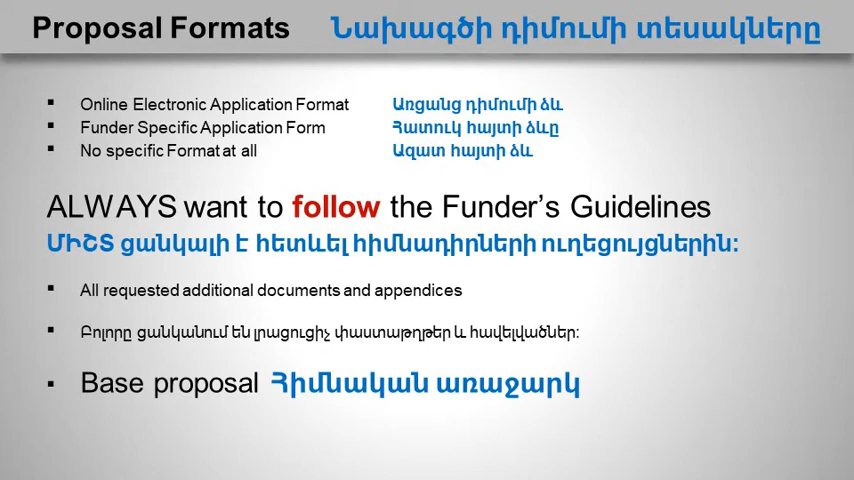 Proposal Formats Նախագծի դիմումի տեսակները
Online Electronic Application Format Առցանց դիմումի ձև
Funder Specific Application Form Հատուկ հայտի ձևը
No specific Format at all Ազատ հայտի ձև
ALWAYS want to follow the Funder's Guidelines
ՄԻՇՏ ցանկալի է հետևել հիմնադիրների ուղեցույցներին:
All requested additional documents and appendices
Բոլորը ցանկանում են լրացուցիչ փաստաթղթեր և հավելվածներ:
Base proposal Հիմնական առաջարկ